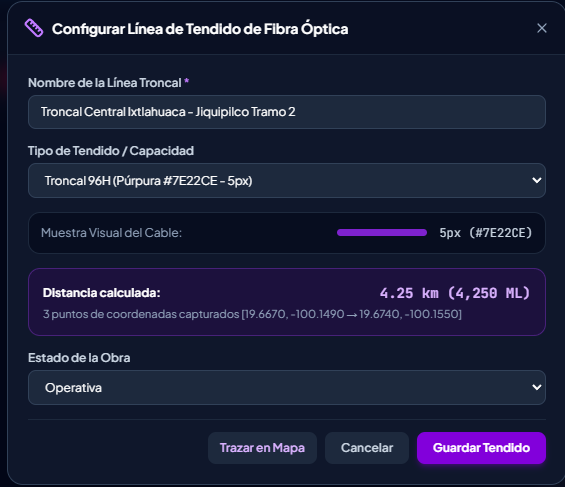 Configurar Línea de Tendido de Fibra Óptica
Nombre de la Línea Troncal *
Troncal Central Ixtlahuaca - Jiquipilco Tramo 2
Tipo de Tendido / Capacidad
Troncal 96H (Púrpura #7E22CE - 5px)
Muestra Visual del Cable: 5px (#7E22CE)
Distancia calculada: 4.25 km (4,250 ML)
3 puntos de coordenadas capturados [19.6670, -100.1490 → 19.6740, -100.1550]
Estado de la Obra
Operativa
Trazar en Mapa Cancelar Guardar Tendido